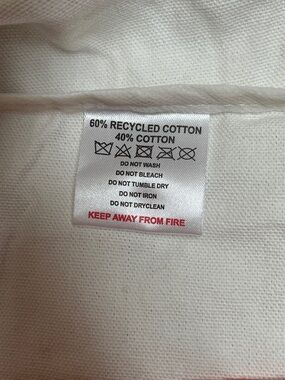 60% RECYCLED COTTON
40% COTTON
DO NOT WASH
DO NOT BLEACH
DO NOT TUMBLE DRY
DO NOT IRON
DO NOT DRYCLEAN
KEEP AWAY FROM FIRE